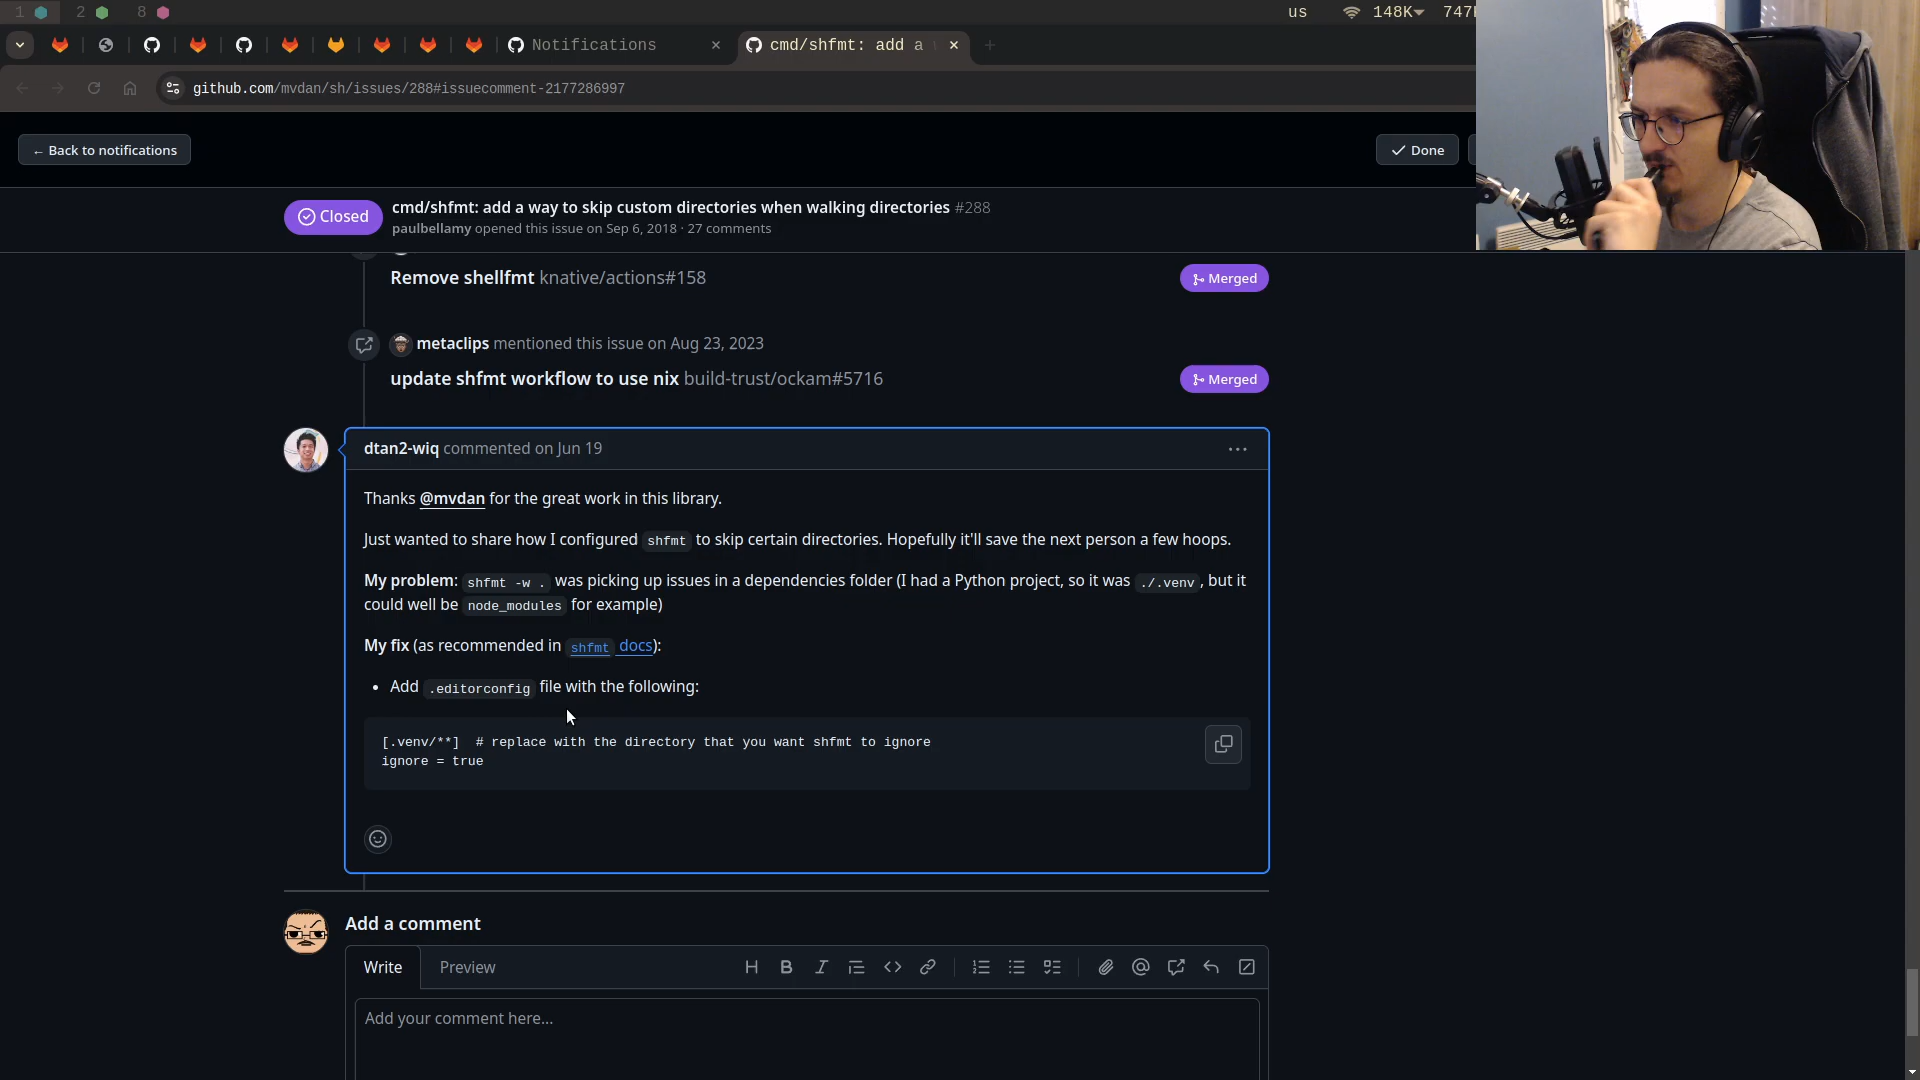 1 2 8 us 148K 747K
Notifications × cmd/shfmt: add a × +
github.com/mvdan/sh/issues/288#issuecomment-2177286997
← Back to notifications Done
Closed cmd/shfmt: add a way to skip custom directories when walking directories #288
paulbellamy opened this issue on Sep 6, 2018 · 27 comments
Remove shellfmt knative/actions#158 Merged
metaclips mentioned this issue on Aug 23, 2023
update shfmt workflow to use nix build-trust/ockam#5716 Merged
dtan2-wiq commented on Jun 19 ...
Thanks @mvdan for the great work in this library.
Just wanted to share how I configured shfmt to skip certain directories. Hopefully it'll save the next person a few hoops.
My problem: shfmt -w . was picking up issues in a dependencies folder (I had a Python project, so it was ./.venv, but it
could well be node_modules for example)
My fix (as recommended in shfmt docs):
• Add .editorconfig file with the following:
[.venv/**]  # replace with the directory that you want shfmt to ignore
ignore = true
Add a comment
Write Preview
Add your comment here...